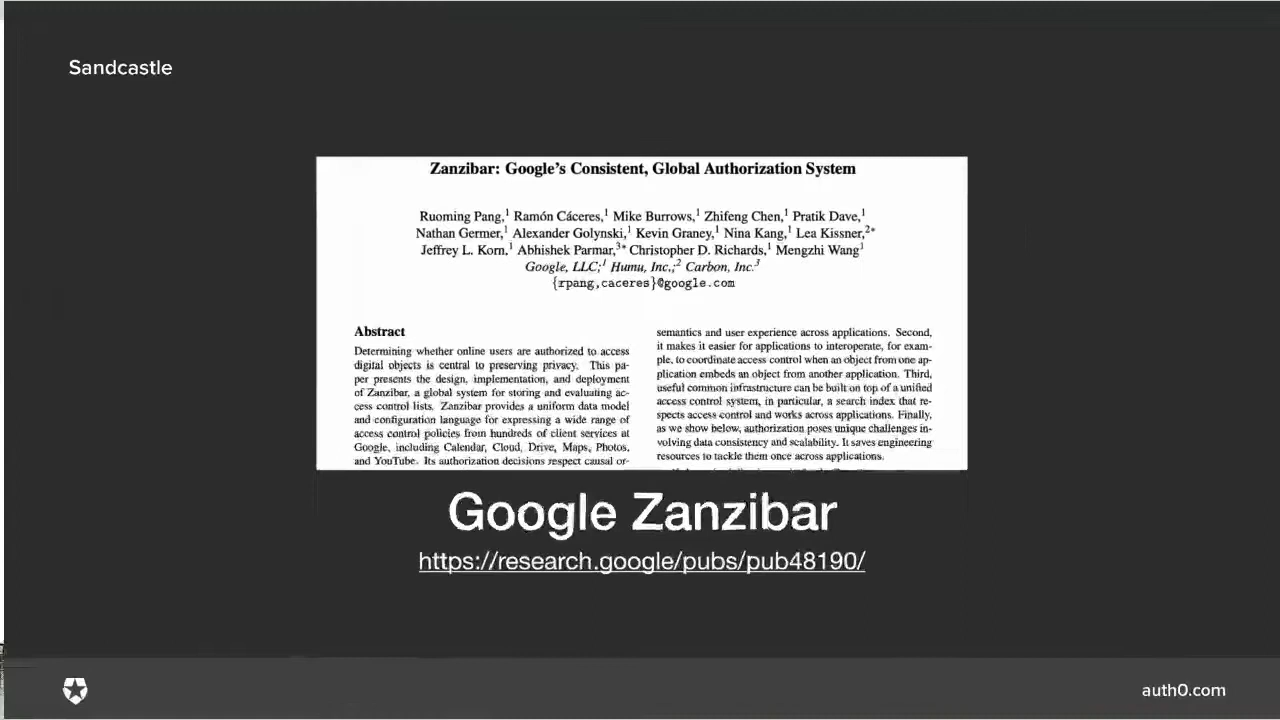 Sandcastle
Zanzibar: Google's Consistent, Global Authorization System
Ruoming Pang,1 Ramón Cáceres,1 Mike Burrows,1 Zhifeng Chen,1 Pratik Dave,1
Nathan Germer,1 Alexander Golynski,1 Kevin Graney,1 Nina Kang,1 Lea Kissner,2*
Jeffrey L. Korn,1 Abhishek Parmar,3* Christopher D. Richards,1 Mengzhi Wang1
Google, LLC;1 Humu, Inc.;2 Carbon, Inc.3
{rpang,caceres}@google.com
Abstract
Determining whether online users are authorized to access
digital objects is central to preserving privacy. This pa-
per presents the design, implementation, and deployment
of Zanzibar, a global system for storing and evaluating ac-
cess control lists. Zanzibar provides a uniform data model
and configuration language for expressing a wide range of
access control policies from hundreds of client services at
Google, including Calendar, Cloud, Drive, Maps, Photos,
and YouTube. Its authorization decisions respect causal or-
semantics and user experience across applications. Second,
it makes it easier for applications to interoperate, for exam-
ple, to coordinate access control when an object from one ap-
plication embeds an object from another application. Third,
useful common infrastructure can be built on top of a unified
access control system, in particular, a search index that re-
spects access control and works across applications. Finally,
as we show below, authorization poses unique challenges in-
volving data consistency and scalability. It saves engineering
resources to tackle them once across applications.
Google Zanzibar
https://research.google/pubs/pub48190/
auth0.com